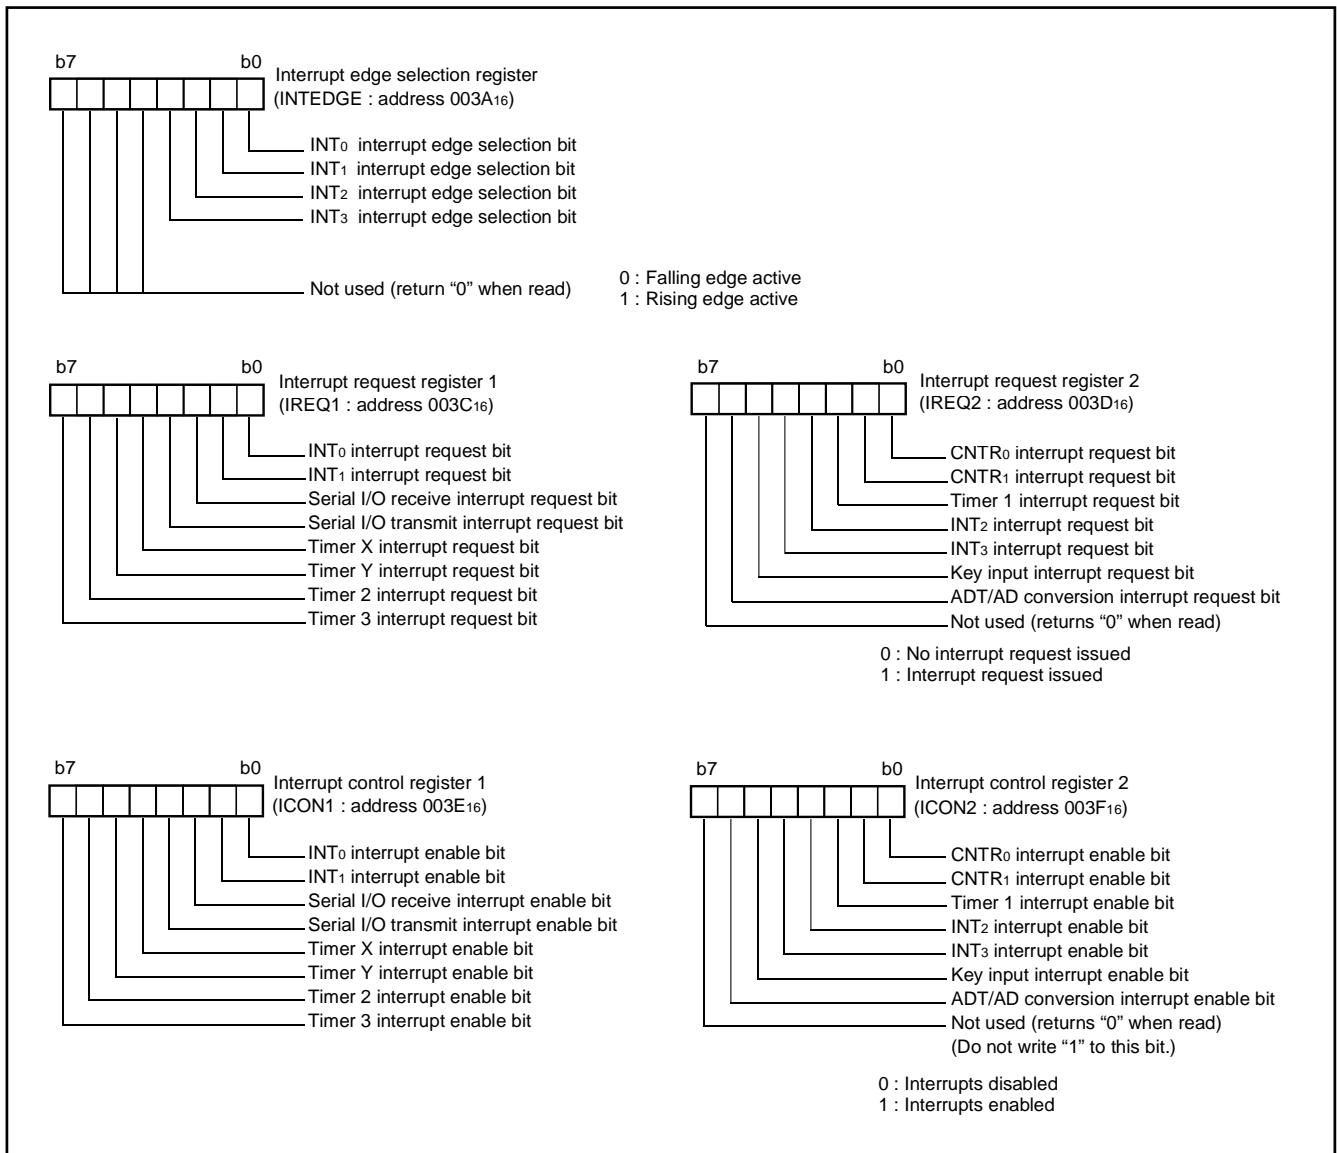 b7 b0
Interrupt edge selection register
(INTEDGE : address 003A16)
INT0 interrupt edge selection bit
INT1 interrupt edge selection bit
INT2 interrupt edge selection bit
INT3 interrupt edge selection bit
Not used (return “0” when read)
0 : Falling edge active
1 : Rising edge active
b7 b0
Interrupt request register 1
(IREQ1 : address 003C16)
INT0 interrupt request bit
INT1 interrupt request bit
Serial I/O receive interrupt request bit
Serial I/O transmit interrupt request bit
Timer X interrupt request bit
Timer Y interrupt request bit
Timer 2 interrupt request bit
Timer 3 interrupt request bit
b7 b0
Interrupt request register 2
(IREQ2 : address 003D16)
CNTR0 interrupt request bit
CNTR1 interrupt request bit
Timer 1 interrupt request bit
INT2 interrupt request bit
INT3 interrupt request bit
Key input interrupt request bit
ADT/AD conversion interrupt request bit
Not used (returns “0” when read)
0 : No interrupt request issued
1 : Interrupt request issued
b7 b0
Interrupt control register 1
(ICON1 : address 003E16)
INT0 interrupt enable bit
INT1 interrupt enable bit
Serial I/O receive interrupt enable bit
Serial I/O transmit interrupt enable bit
Timer X interrupt enable bit
Timer Y interrupt enable bit
Timer 2 interrupt enable bit
Timer 3 interrupt enable bit
b7 b0
Interrupt control register 2
(ICON2 : address 003F16)
CNTR0 interrupt enable bit
CNTR1 interrupt enable bit
Timer 1 interrupt enable bit
INT2 interrupt enable bit
INT3 interrupt enable bit
Key input interrupt enable bit
ADT/AD conversion interrupt enable bit
Not used (returns “0” when read)
(Do not write “1” to this bit.)
0 : Interrupts disabled
1 : Interrupts enabled